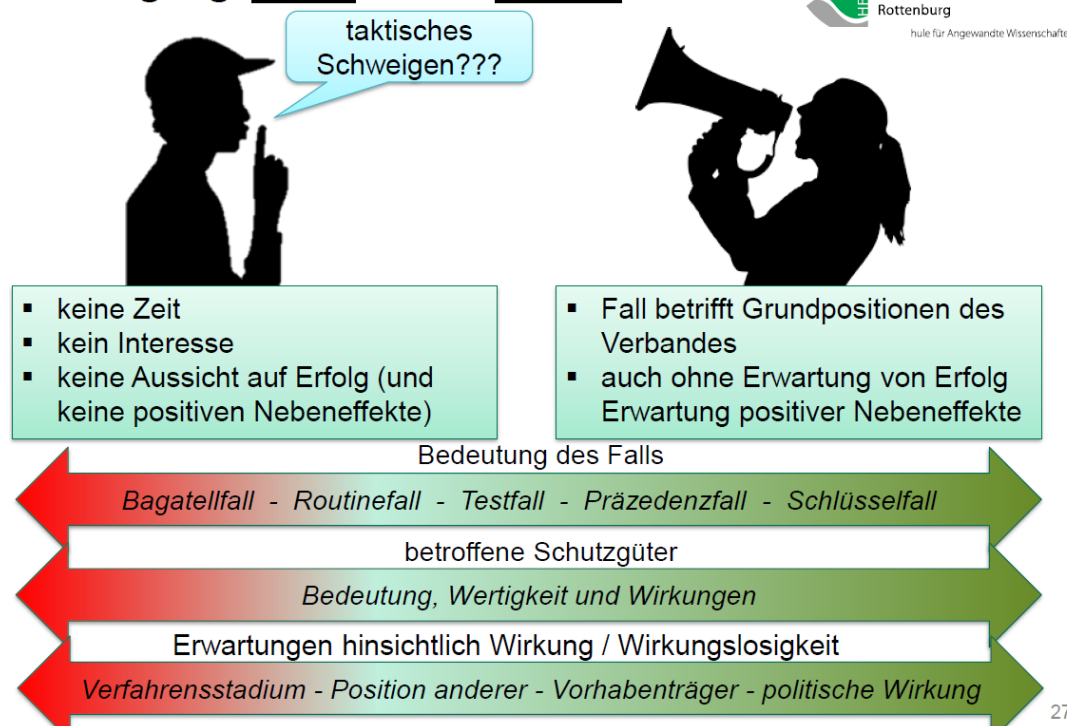 taktisches
Schweigen???
Rottenburg
hule für Angewandte Wissenschafte
▪ keine Zeit
▪ kein Interesse
▪ keine Aussicht auf Erfolg (und
keine positiven Nebeneffekte)
▪ Fall betrifft Grundpositionen des
Verbandes
▪ auch ohne Erwartung von Erfolg
Erwartung positiver Nebeneffekte
Bedeutung des Falls
Bagatellfall - Routinefall - Testfall - Präzedenzfall - Schlüsselfall
betroffene Schutzgüter
Bedeutung, Wertigkeit und Wirkungen
Erwartungen hinsichtlich Wirkung / Wirkungslosigkeit
Verfahrensstadium - Position anderer - Vorhabenträger - politische Wirkung
27